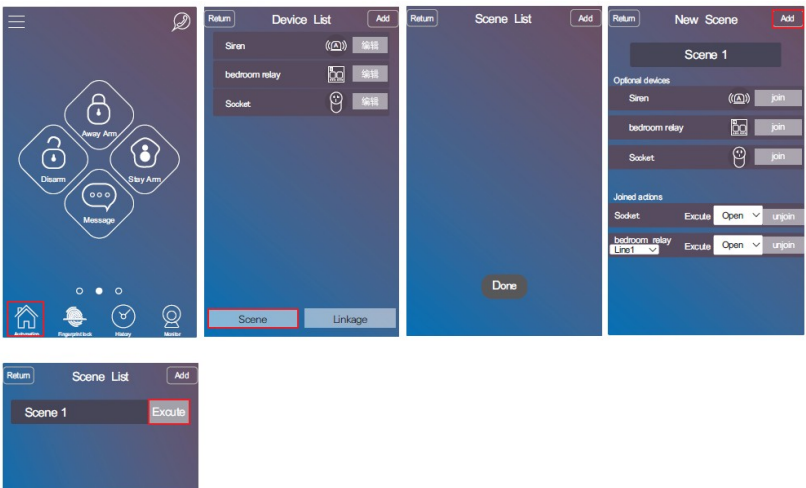 Away Arm
Disarm
Stay Arm
Message
Automation
Fingerprint lock
History
Monitor
Return Device List Add
Siren ((A)) 编辑
bedroom relay 编辑
Socket 编辑
Scene Linkage
Return Scene List Add
Done
Return New Scene Add
Scene 1
Optional devices
Siren ((A)) join
bedroom relay join
Socket join
Joined actions
Socket Excute Open unjoin
bedroom relay Excute Open unjoin
Line1
Return Scene List Add
Scene 1 Excute